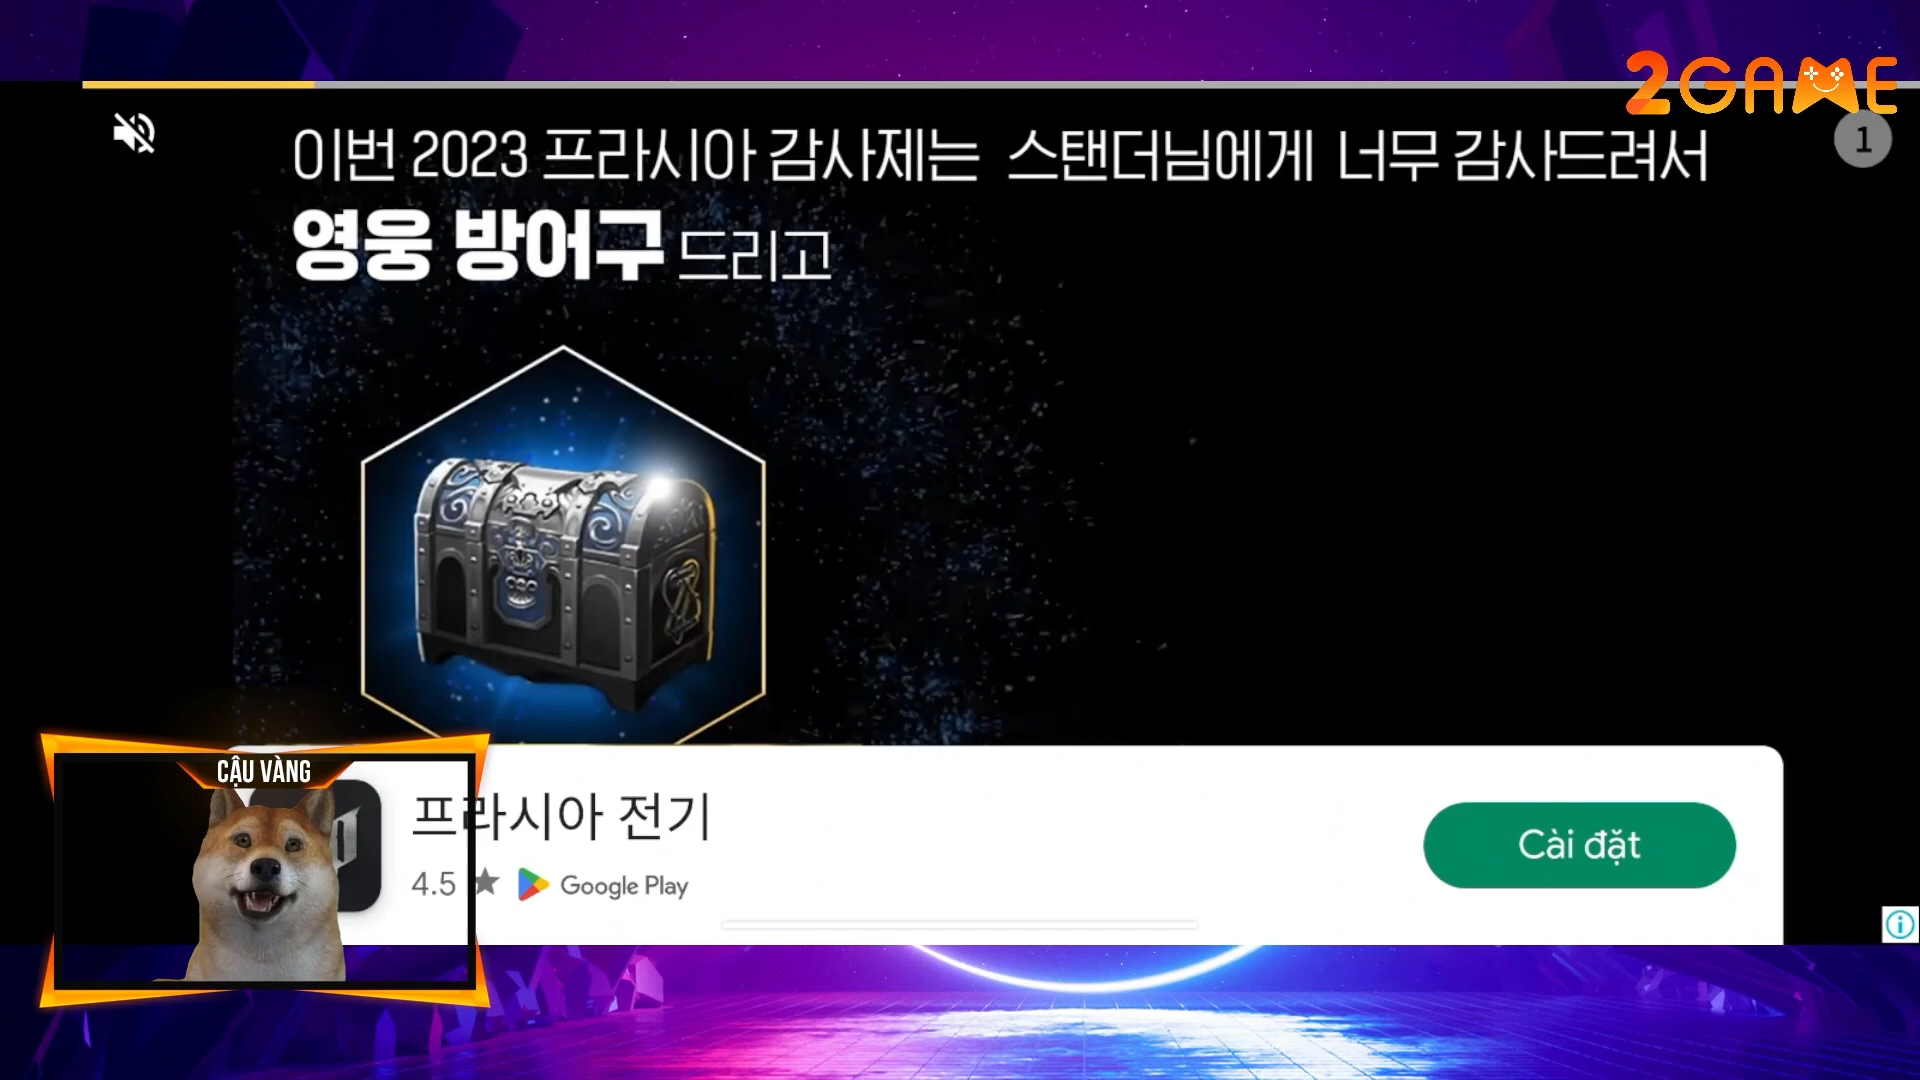 2GAME
1
이번 2023 프라시아 감사제는 스탠더님에게 너무 감사드려서
영웅 방어구 드리고
CẬU VÀNG
프라시아 전기
4.5 ★ Google Play
Cài đặt